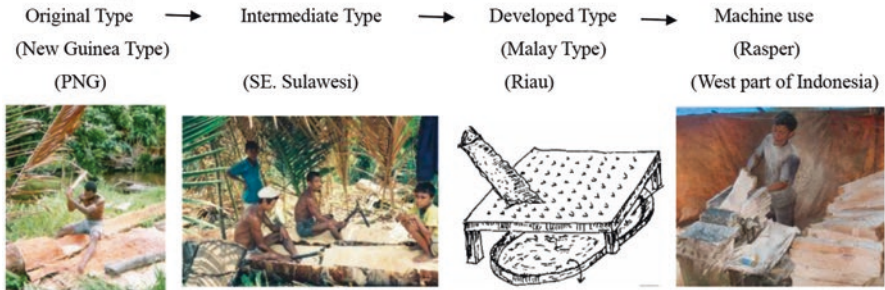 Original Type → Intermediate Type → Developed Type → Machine use
(New Guinea Type) (Malay Type) (Rasper)
(PNG) (SE. Sulawesi) (Riau) (West part of Indonesia)